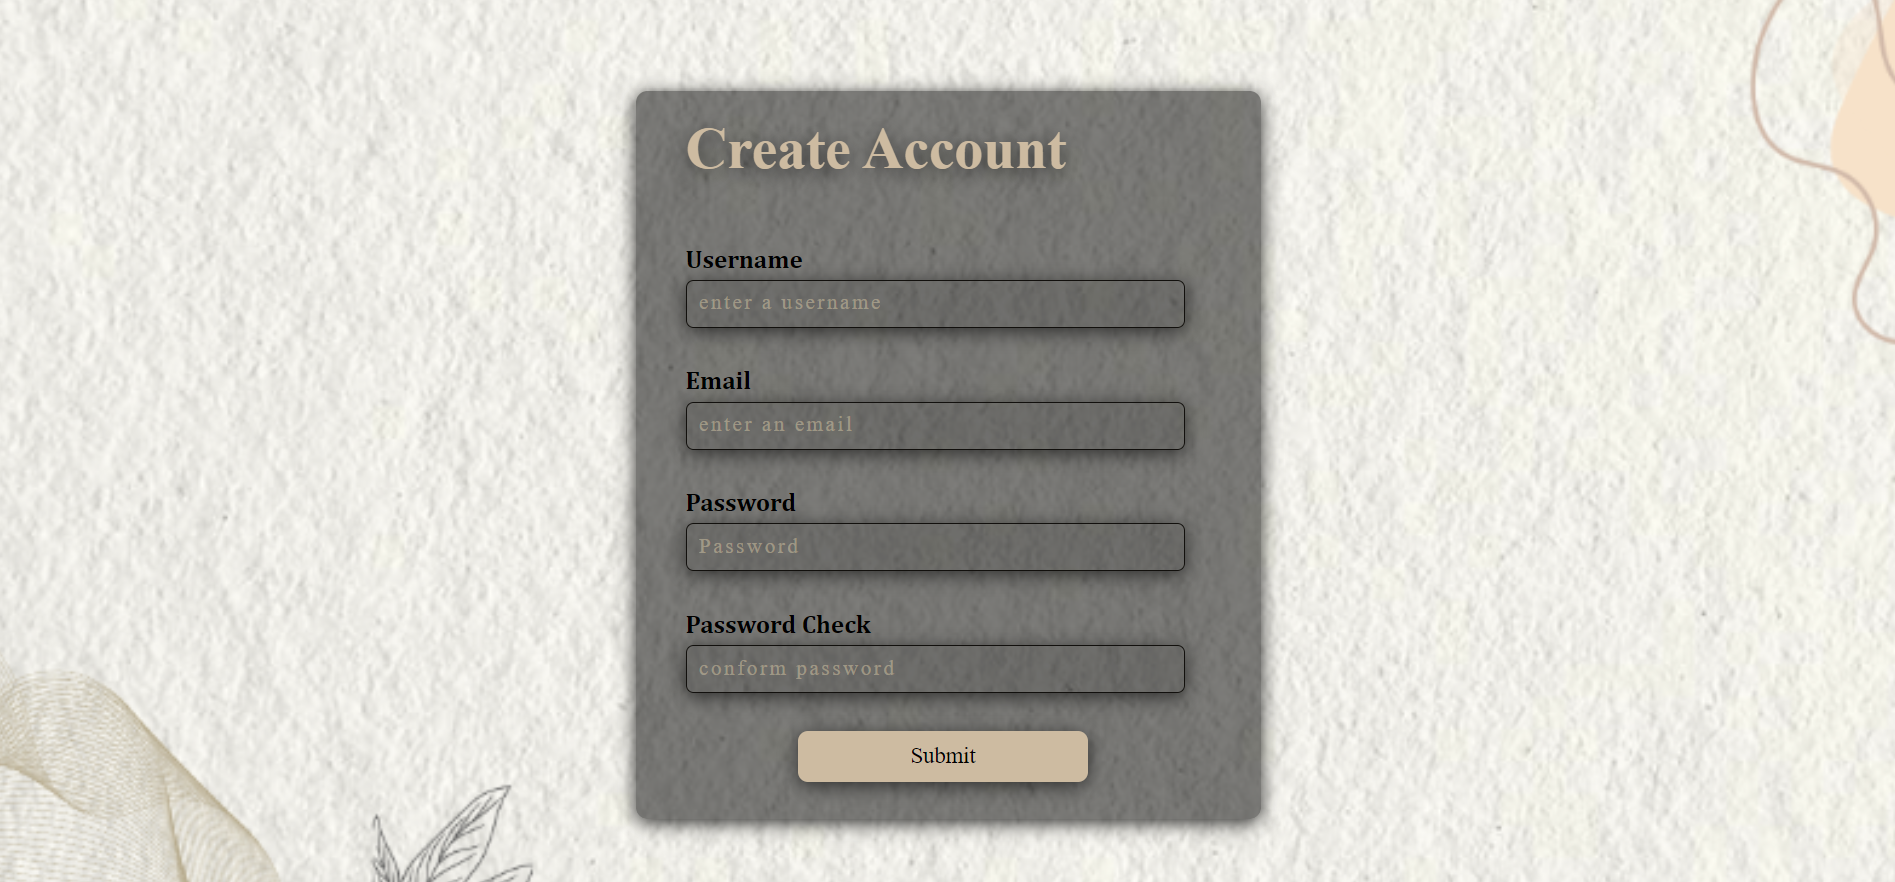 Create Account
Username
enter a username
Email
enter an email
Password
Password
Password Check
conform password
Submit